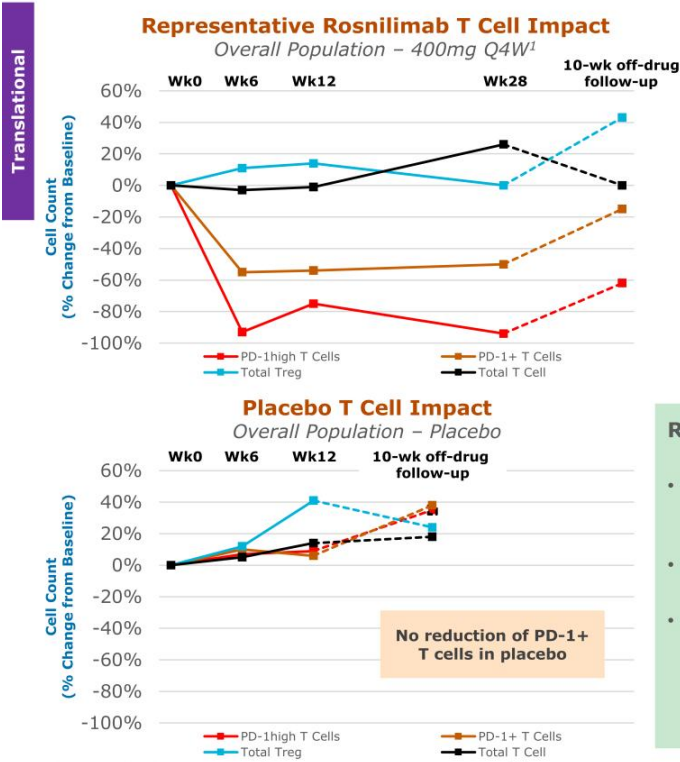 Translational
Representative Rosnilimab T Cell Impact
Overall Population – 400mg Q4W¹
Wk0 Wk6 Wk12 Wk28 10-wk off-drug
follow-up
60%
40%
20%
0%
-20%
-40%
-60%
-80%
-100%
Cell Count
(% Change from Baseline)
PD-1high T Cells PD-1+ T Cells
Total Treg Total T Cell
Placebo T Cell Impact
Overall Population – Placebo
Wk0 Wk6 Wk12 10-wk off-drug
follow-up
60%
40%
20%
0%
-20%
-40%
-60%
-80%
-100%
Cell Count
(% Change from Baseline)
No reduction of PD-1+
T cells in placebo
PD-1high T Cells PD-1+ T Cells
Total Treg Total T Cell
R
•
•
•